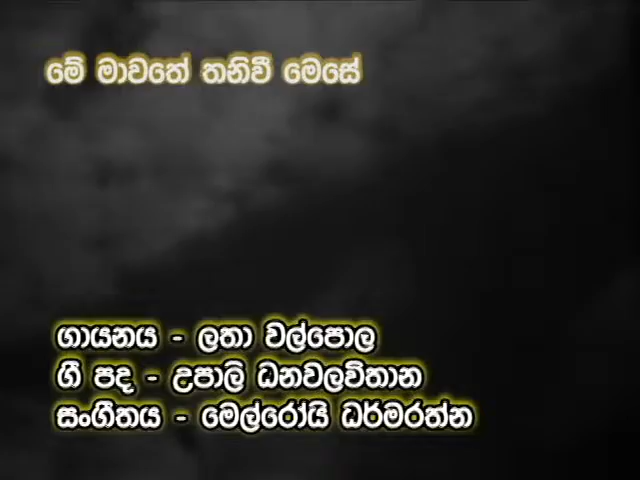 මේ මාවතේ තනිවී මෙසේ
ගායනය - ලතා වල්පොල
ගී පද - උපාලි ධනවලවිතාන
සංගීතය - මෙල්රෝයි ධර්මරත්න